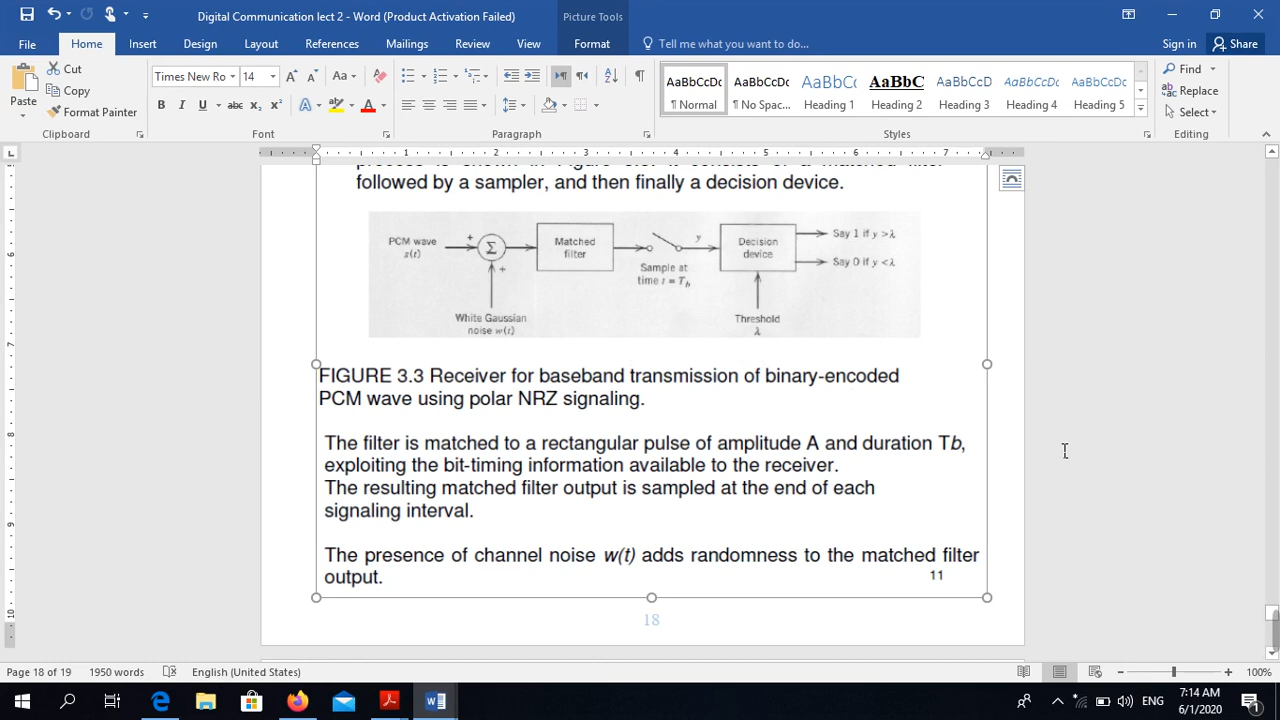 Digital Communication lect 2 - Word (Product Activation Failed)
Picture Tools
File Home Insert Design Layout References Mailings Review View Format Tell me what you want to do... Sign in Share
Paste
Cut
Copy
Format Painter
Clipboard
Times New Ro 14
Font
Paragraph
AaBbCcDc AaBbCcDc AaBbCc AaBbC AaBbCcD AaBbCcDc AaBbCcDc
¶ Normal ¶ No Spac... Heading 1 Heading 2 Heading 3 Heading 4 Heading 5
Styles
Find
Replace
Select
Editing
followed by a sampler, and then finally a decision device.
PCM wave
s(t)
+
Σ
+
White Gaussian
noise w(t)
Matched
filter
Sample at
time t = Tb
y
Decision
device
Threshold
λ
Say 1 if y > λ
Say 0 if y < λ
FIGURE 3.3 Receiver for baseband transmission of binary-encoded
PCM wave using polar NRZ signaling.
The filter is matched to a rectangular pulse of amplitude A and duration Tb,
exploiting the bit-timing information available to the receiver.
The resulting matched filter output is sampled at the end of each
signaling interval.
The presence of channel noise w(t) adds randomness to the matched filter
output.
11
18
Page 18 of 19 1950 words English (United States) 100%
ENG
7:14 AM
6/1/2020